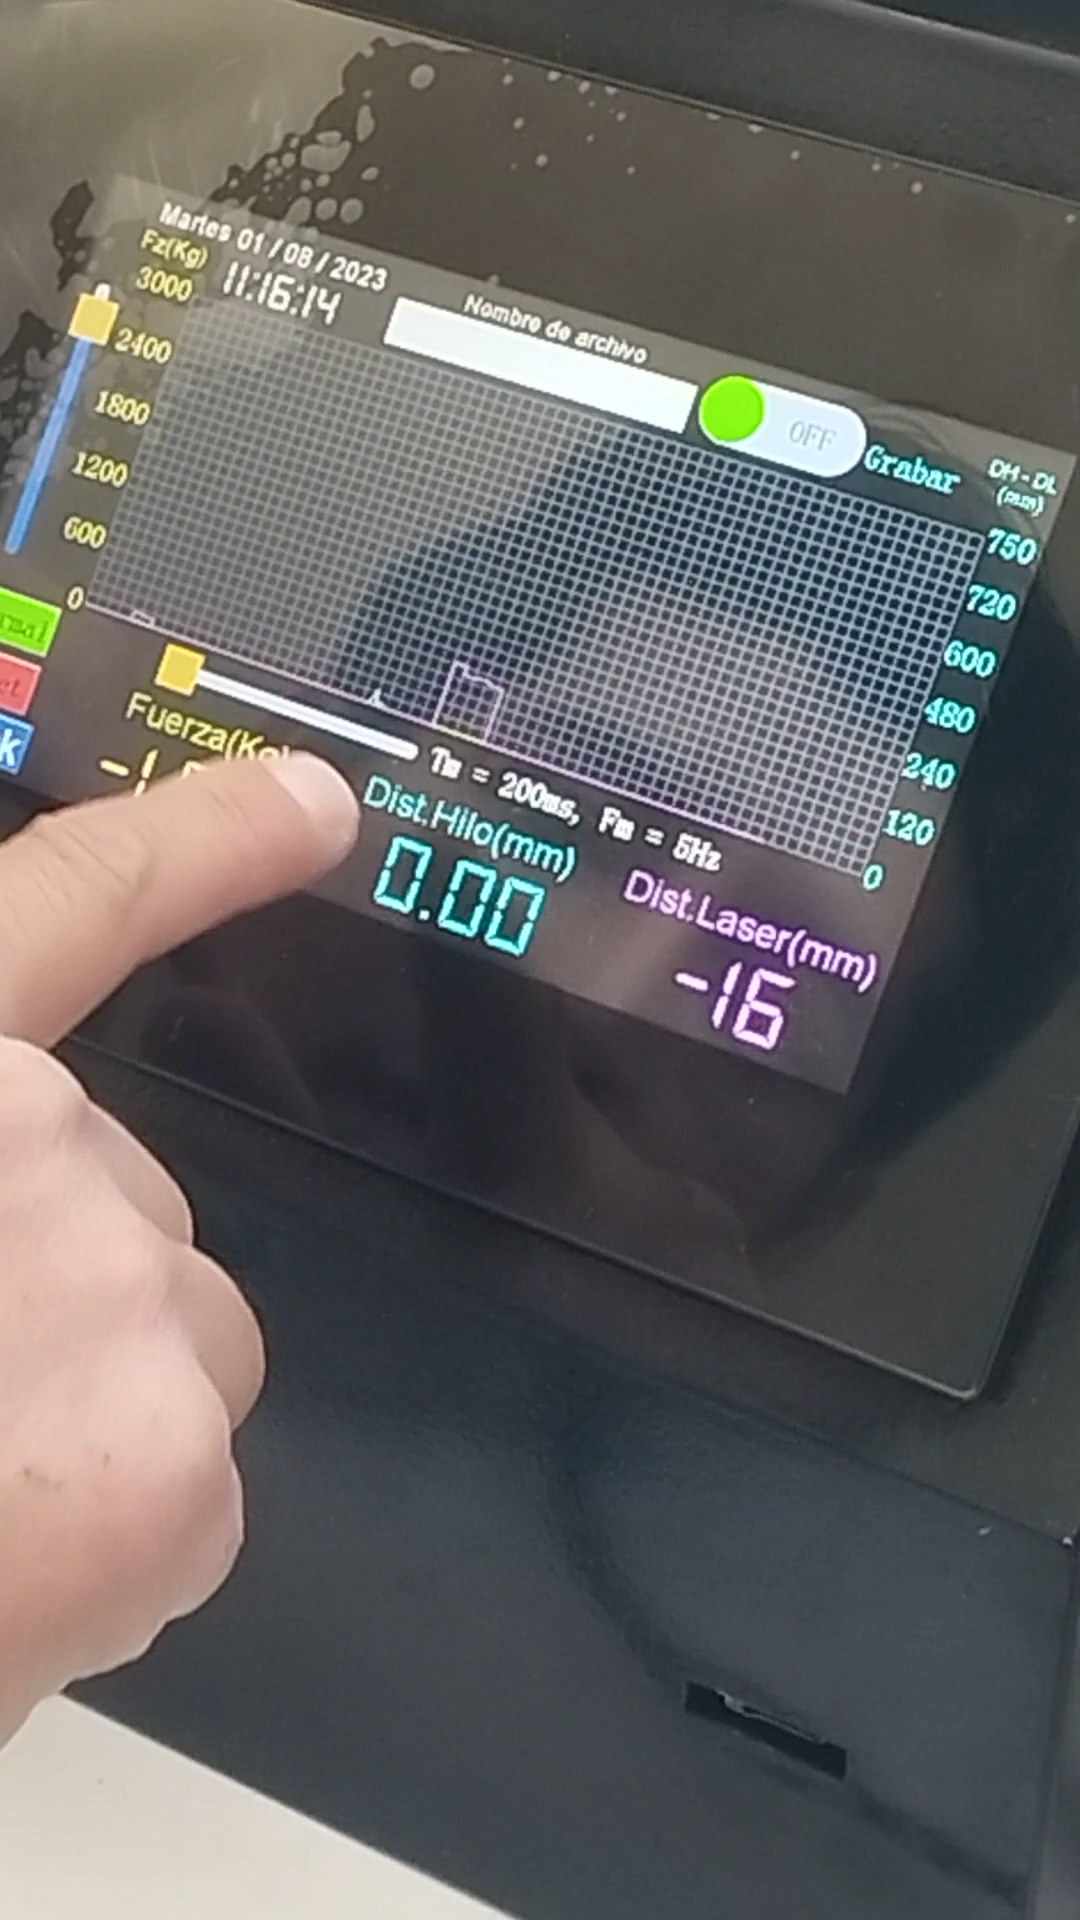 Martes 01/08/2023
Fz(Kg)
11:16:14
Nombre de archivo
OFF
Grabar
DH-DL
(mm)
3000
2400
1800
1200
600
0
750
720
600
480
240
120
0
Tm = 200ms, Fm = 5Hz
Dist.Hilo(mm)
0.00
Dist.Laser(mm)
-16